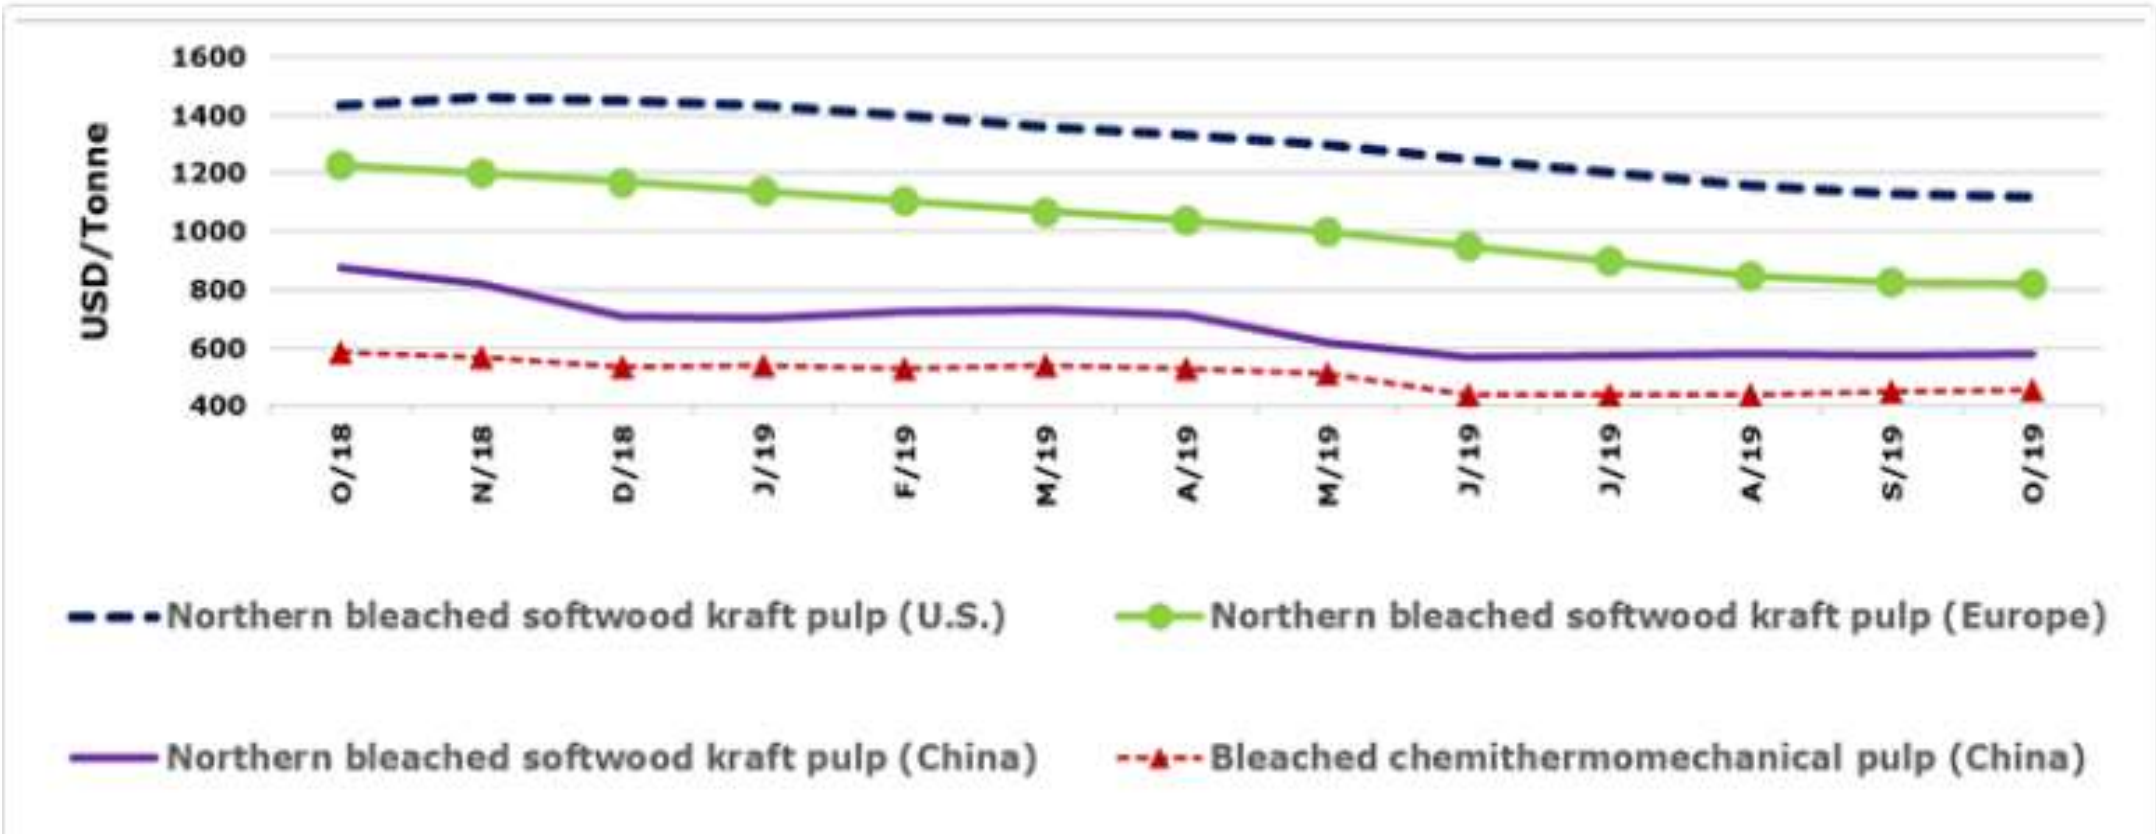 1600
1400
1200
1000
800
600
400
USD/Tonne
O/18
N/18
D/18
J/19
F/19
M/19
A/19
M/19
J/19
J/19
A/19
S/19
O/19
Northern bleached softwood kraft pulp (U.S.)
Northern bleached softwood kraft pulp (Europe)
Northern bleached softwood kraft pulp (China)
Bleached chemithermomechanical pulp (China)